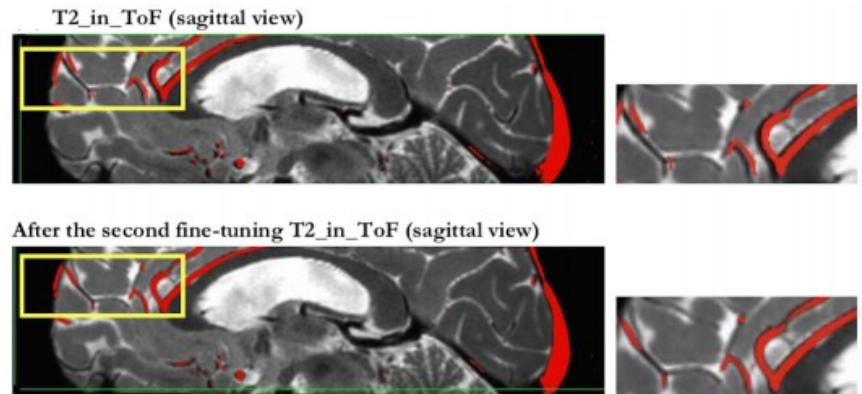 T2_in_ToF (sagittal view)
After the second fine-tuning T2_in_ToF (sagittal view)